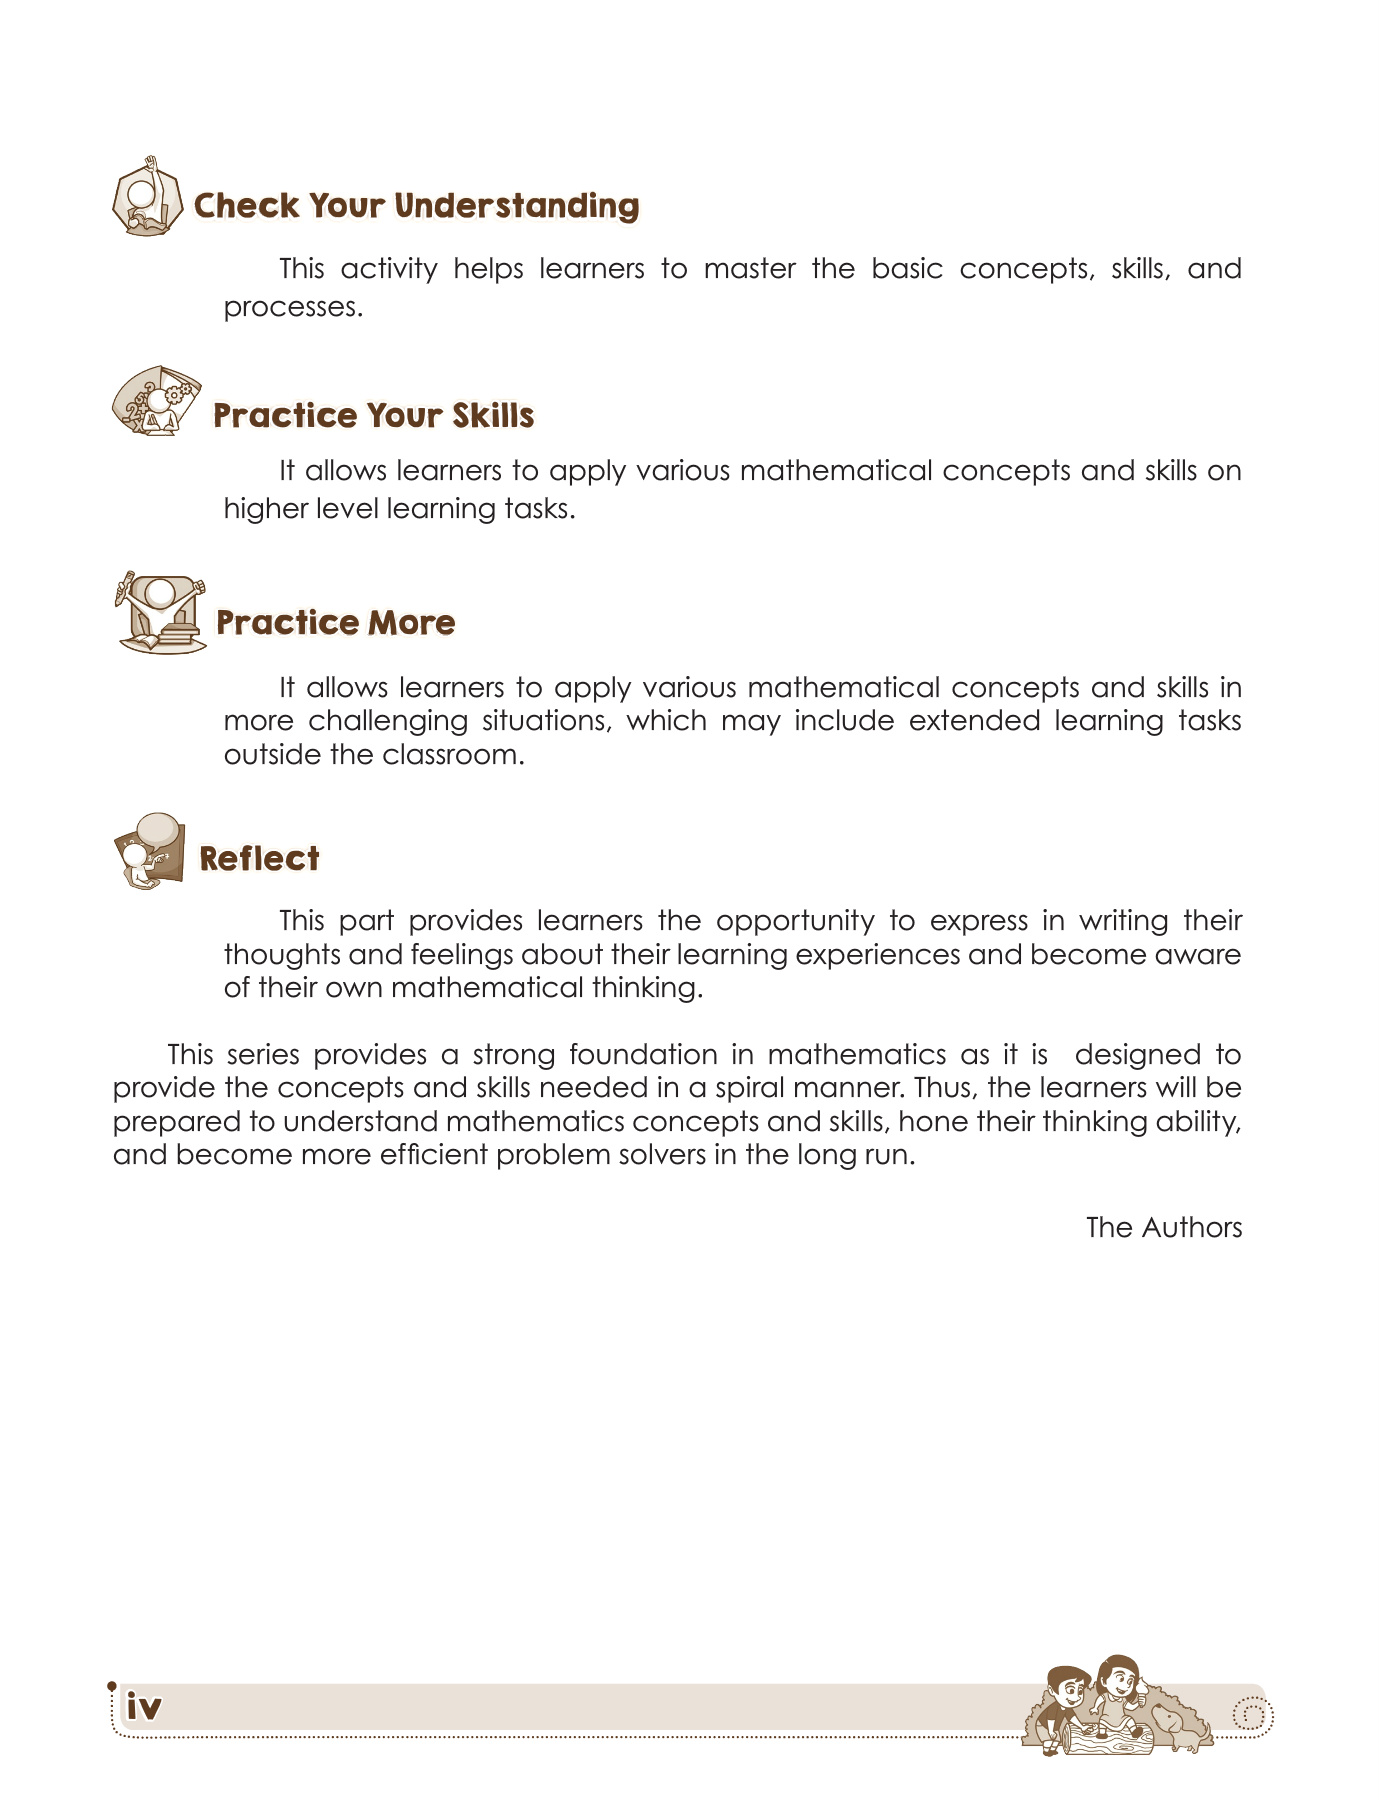 Check Your Understanding
This activity helps learners to master the basic concepts, skills, and
processes.
Practice Your Skills
It allows learners to apply various mathematical concepts and skills on
higher level learning tasks.
Practice More
It allows learners to apply various mathematical concepts and skills in
more challenging situations, which may include extended learning tasks
outside the classroom.
Reflect
This part provides learners the opportunity to express in writing their
thoughts and feelings about their learning experiences and become aware
of their own mathematical thinking.
This series provides a strong foundation in mathematics as it is designed to
provide the concepts and skills needed in a spiral manner. Thus, the learners will be
prepared to understand mathematics concepts and skills, hone their thinking ability,
and become more efficient problem solvers in the long run.
The Authors
iv